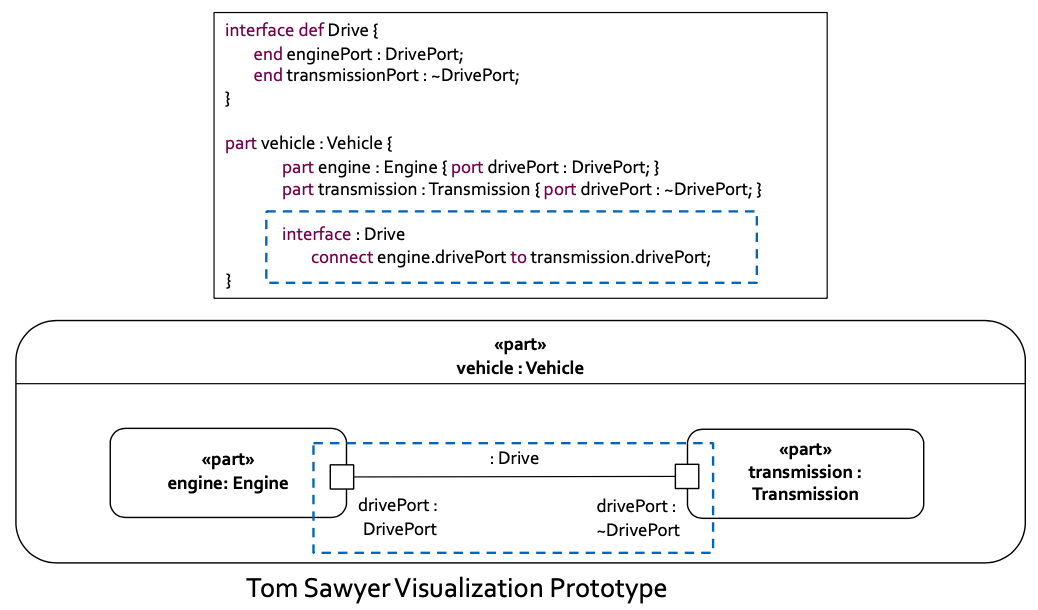 interface def Drive {
end enginePort : DrivePort;
end transmissionPort : ~DrivePort;
}
part vehicle : Vehicle {
part engine : Engine { port drivePort : DrivePort; }
part transmission : Transmission { port drivePort : ~DrivePort; }
interface : Drive
connect engine.drivePort to transmission.drivePort;
}
«part»
vehicle : Vehicle
«part»
engine: Engine
: Drive
drivePort :
DrivePort
drivePort :
~DrivePort
«part»
transmission :
Transmission
Tom Sawyer Visualization Prototype